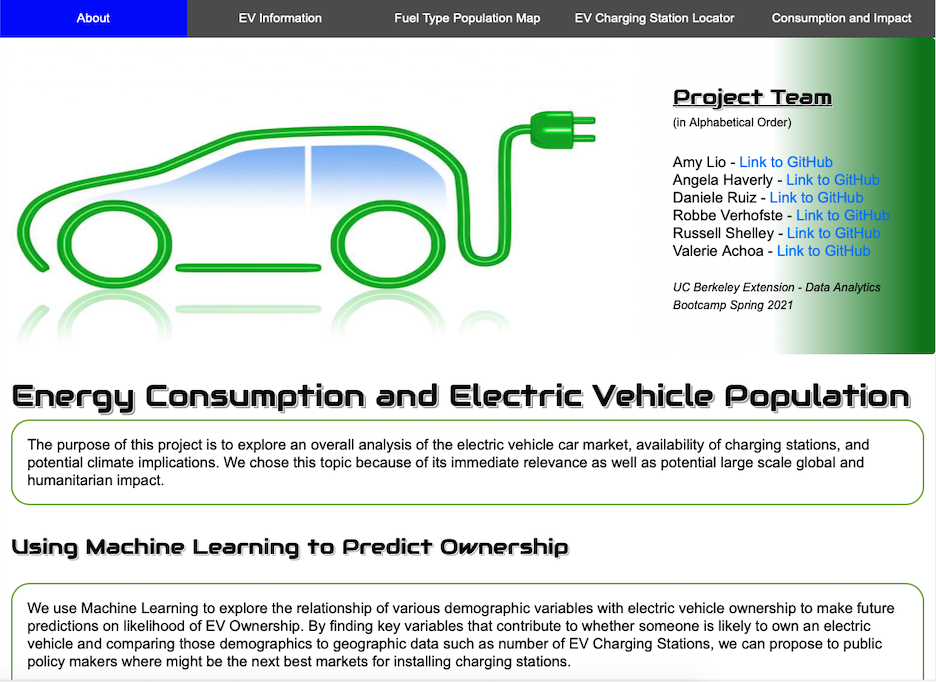 About
EV Information
Fuel Type Population Map
EV Charging Station Locator
Consumption and Impact
Project Team
(in Alphabetical Order)
Amy Lio - Link to GitHub
Angela Haverly - Link to GitHub
Daniele Ruiz - Link to GitHub
Robbe Verhofste - Link to GitHub
Russell Shelley - Link to GitHub
Valerie Achoa - Link to GitHub
UC Berkeley Extension - Data Analytics
Bootcamp Spring 2021
Energy Consumption and Electric Vehicle Population
The purpose of this project is to explore an overall analysis of the electric vehicle car market, availability of charging stations, and
potential climate implications. We chose this topic because of its immediate relevance as well as potential large scale global and
humanitarian impact.
Using Machine Learning to Predict Ownership
We use Machine Learning to explore the relationship of various demographic variables with electric vehicle ownership to make future
predictions on likelihood of EV Ownership. By finding key variables that contribute to whether someone is likely to own an electric
vehicle and comparing those demographics to geographic data such as number of EV Charging Stations, we can propose to public
policy makers where might be the next best markets for installing charging stations.